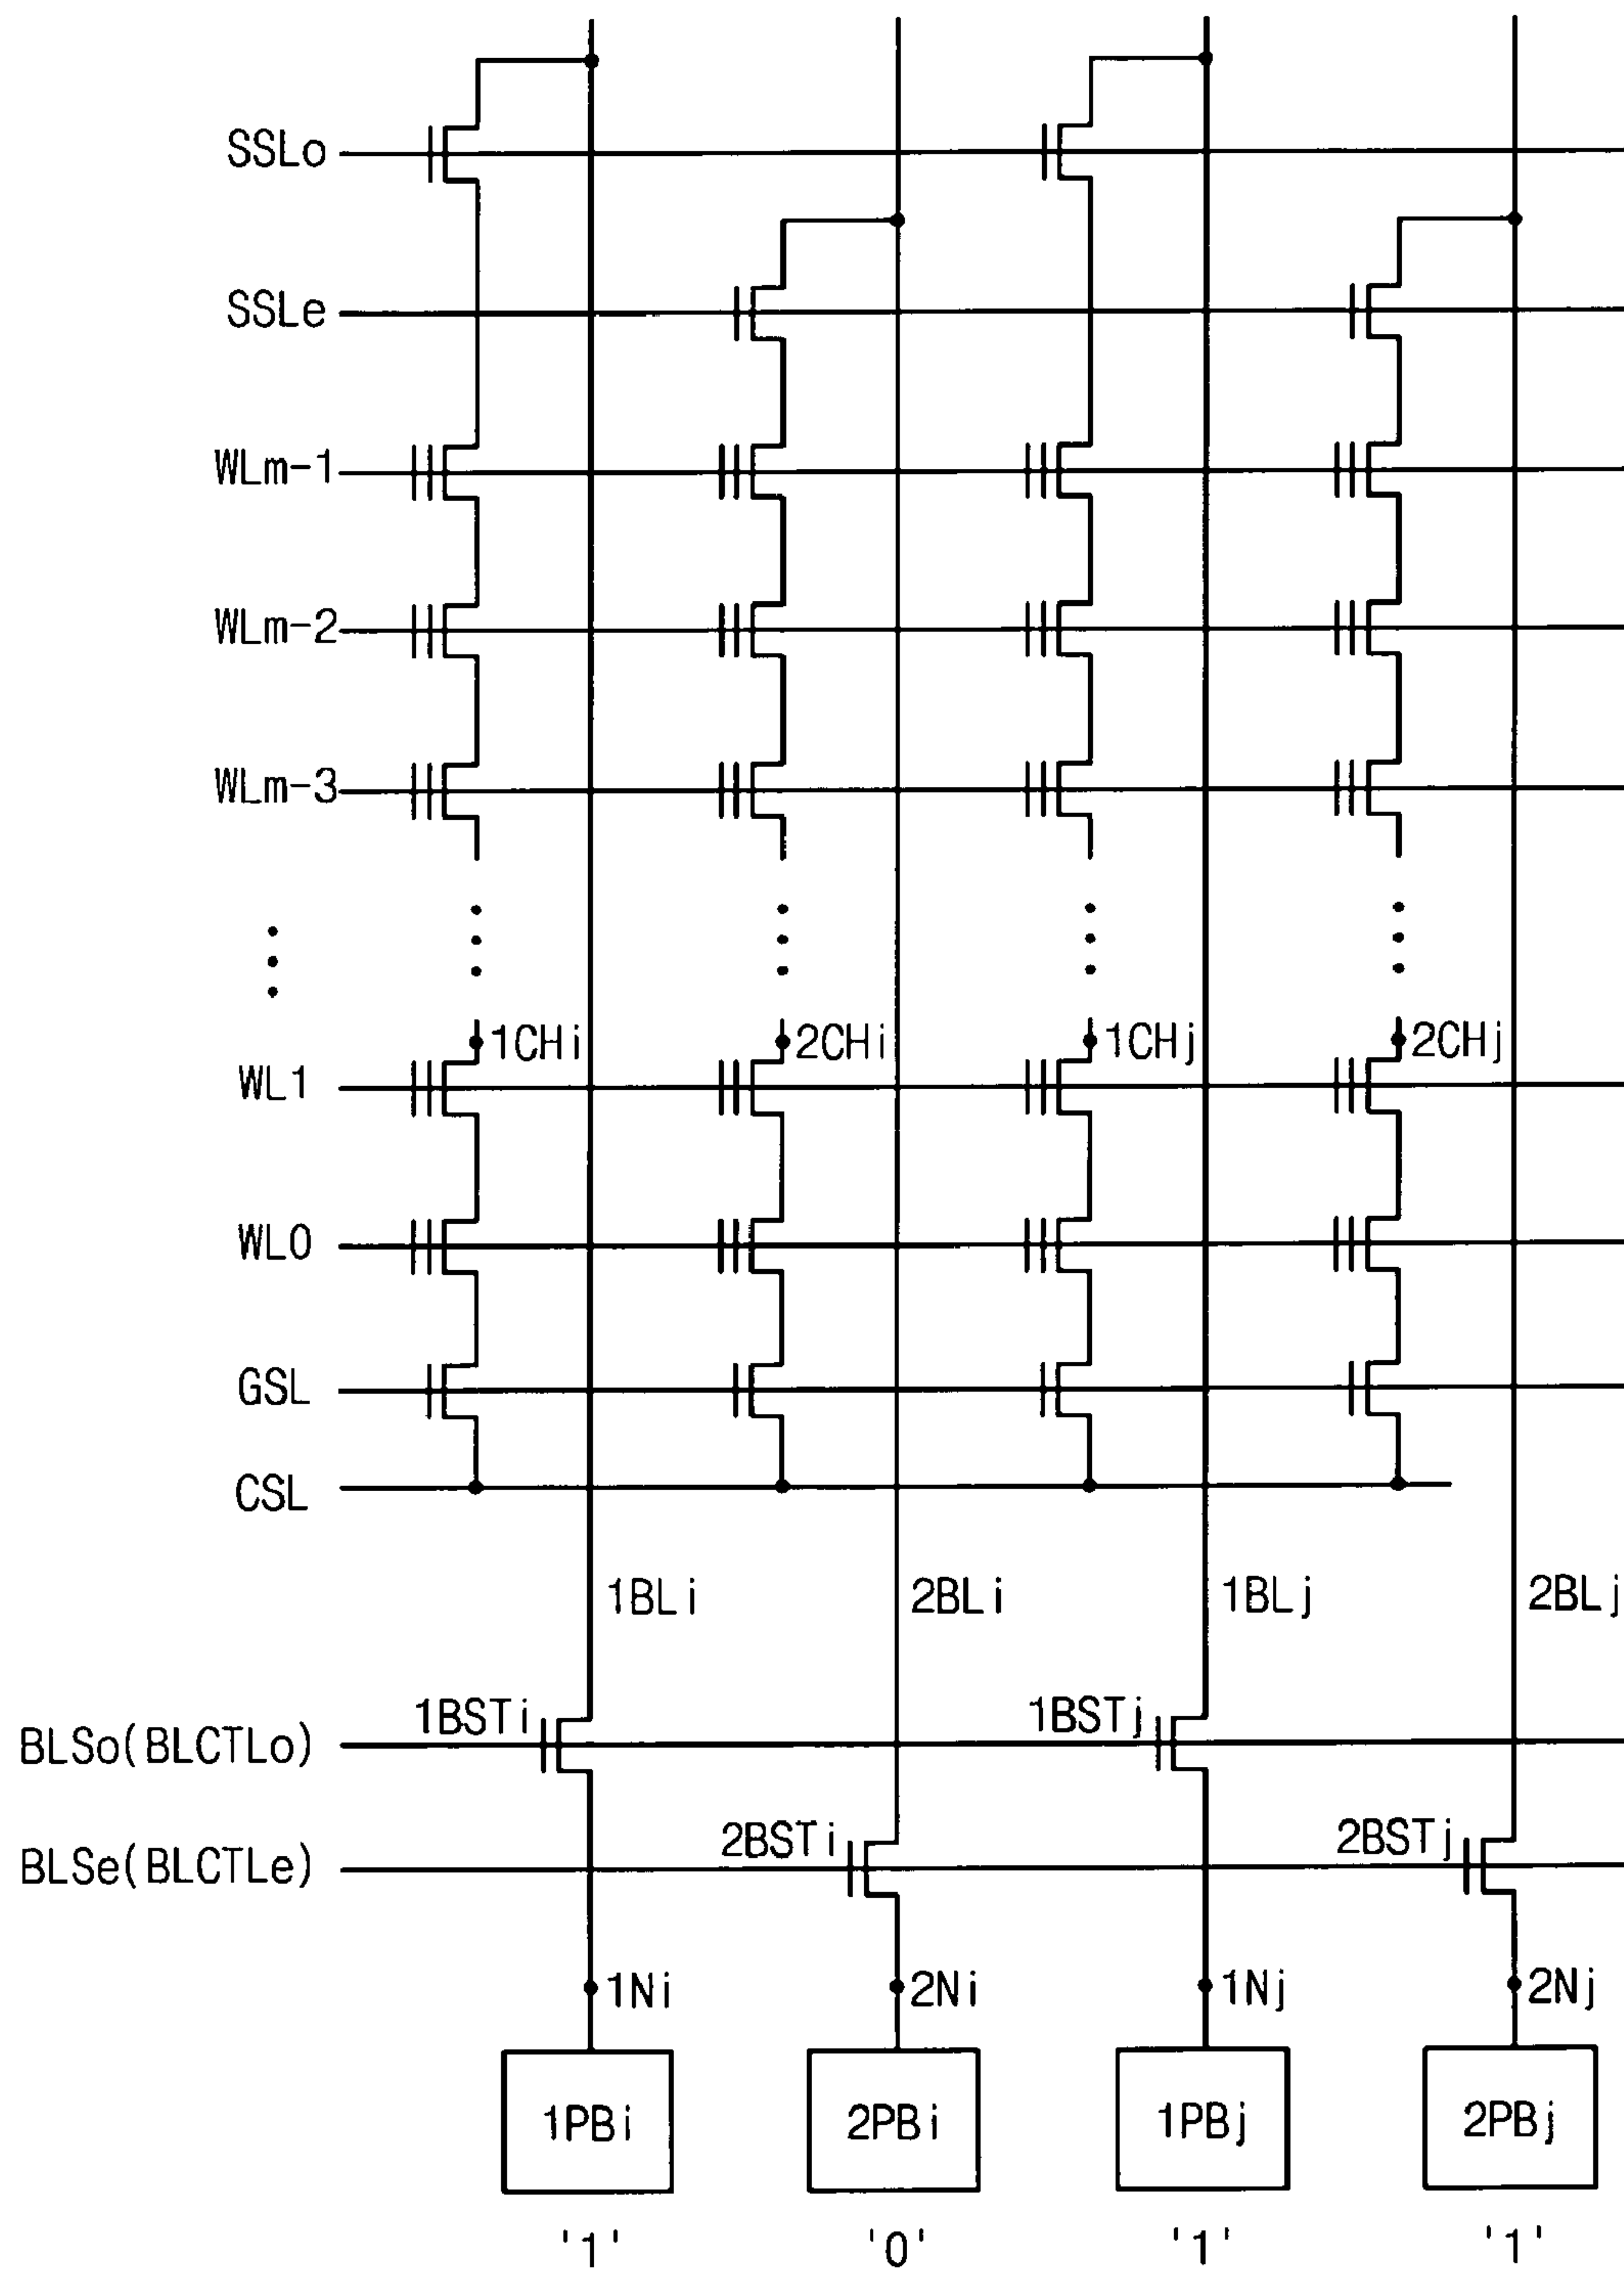 SSLo
SSLe
WLm-1
WLm-2
WLm-3
1CHi 2CHi 1CHj 2CHj
WL1
WL0
GSL
CSL
1BLi 2BLi 1BLj 2BLj
1BSTi 1BSTj
BLSo(BLCTLo)
2BSTi 2BSTj
BLSe(BLCTLe)
1Ni 2Ni 1Nj 2Nj
1PBi 2PBi 1PBj 2PBj
'1' '0' '1' '1'